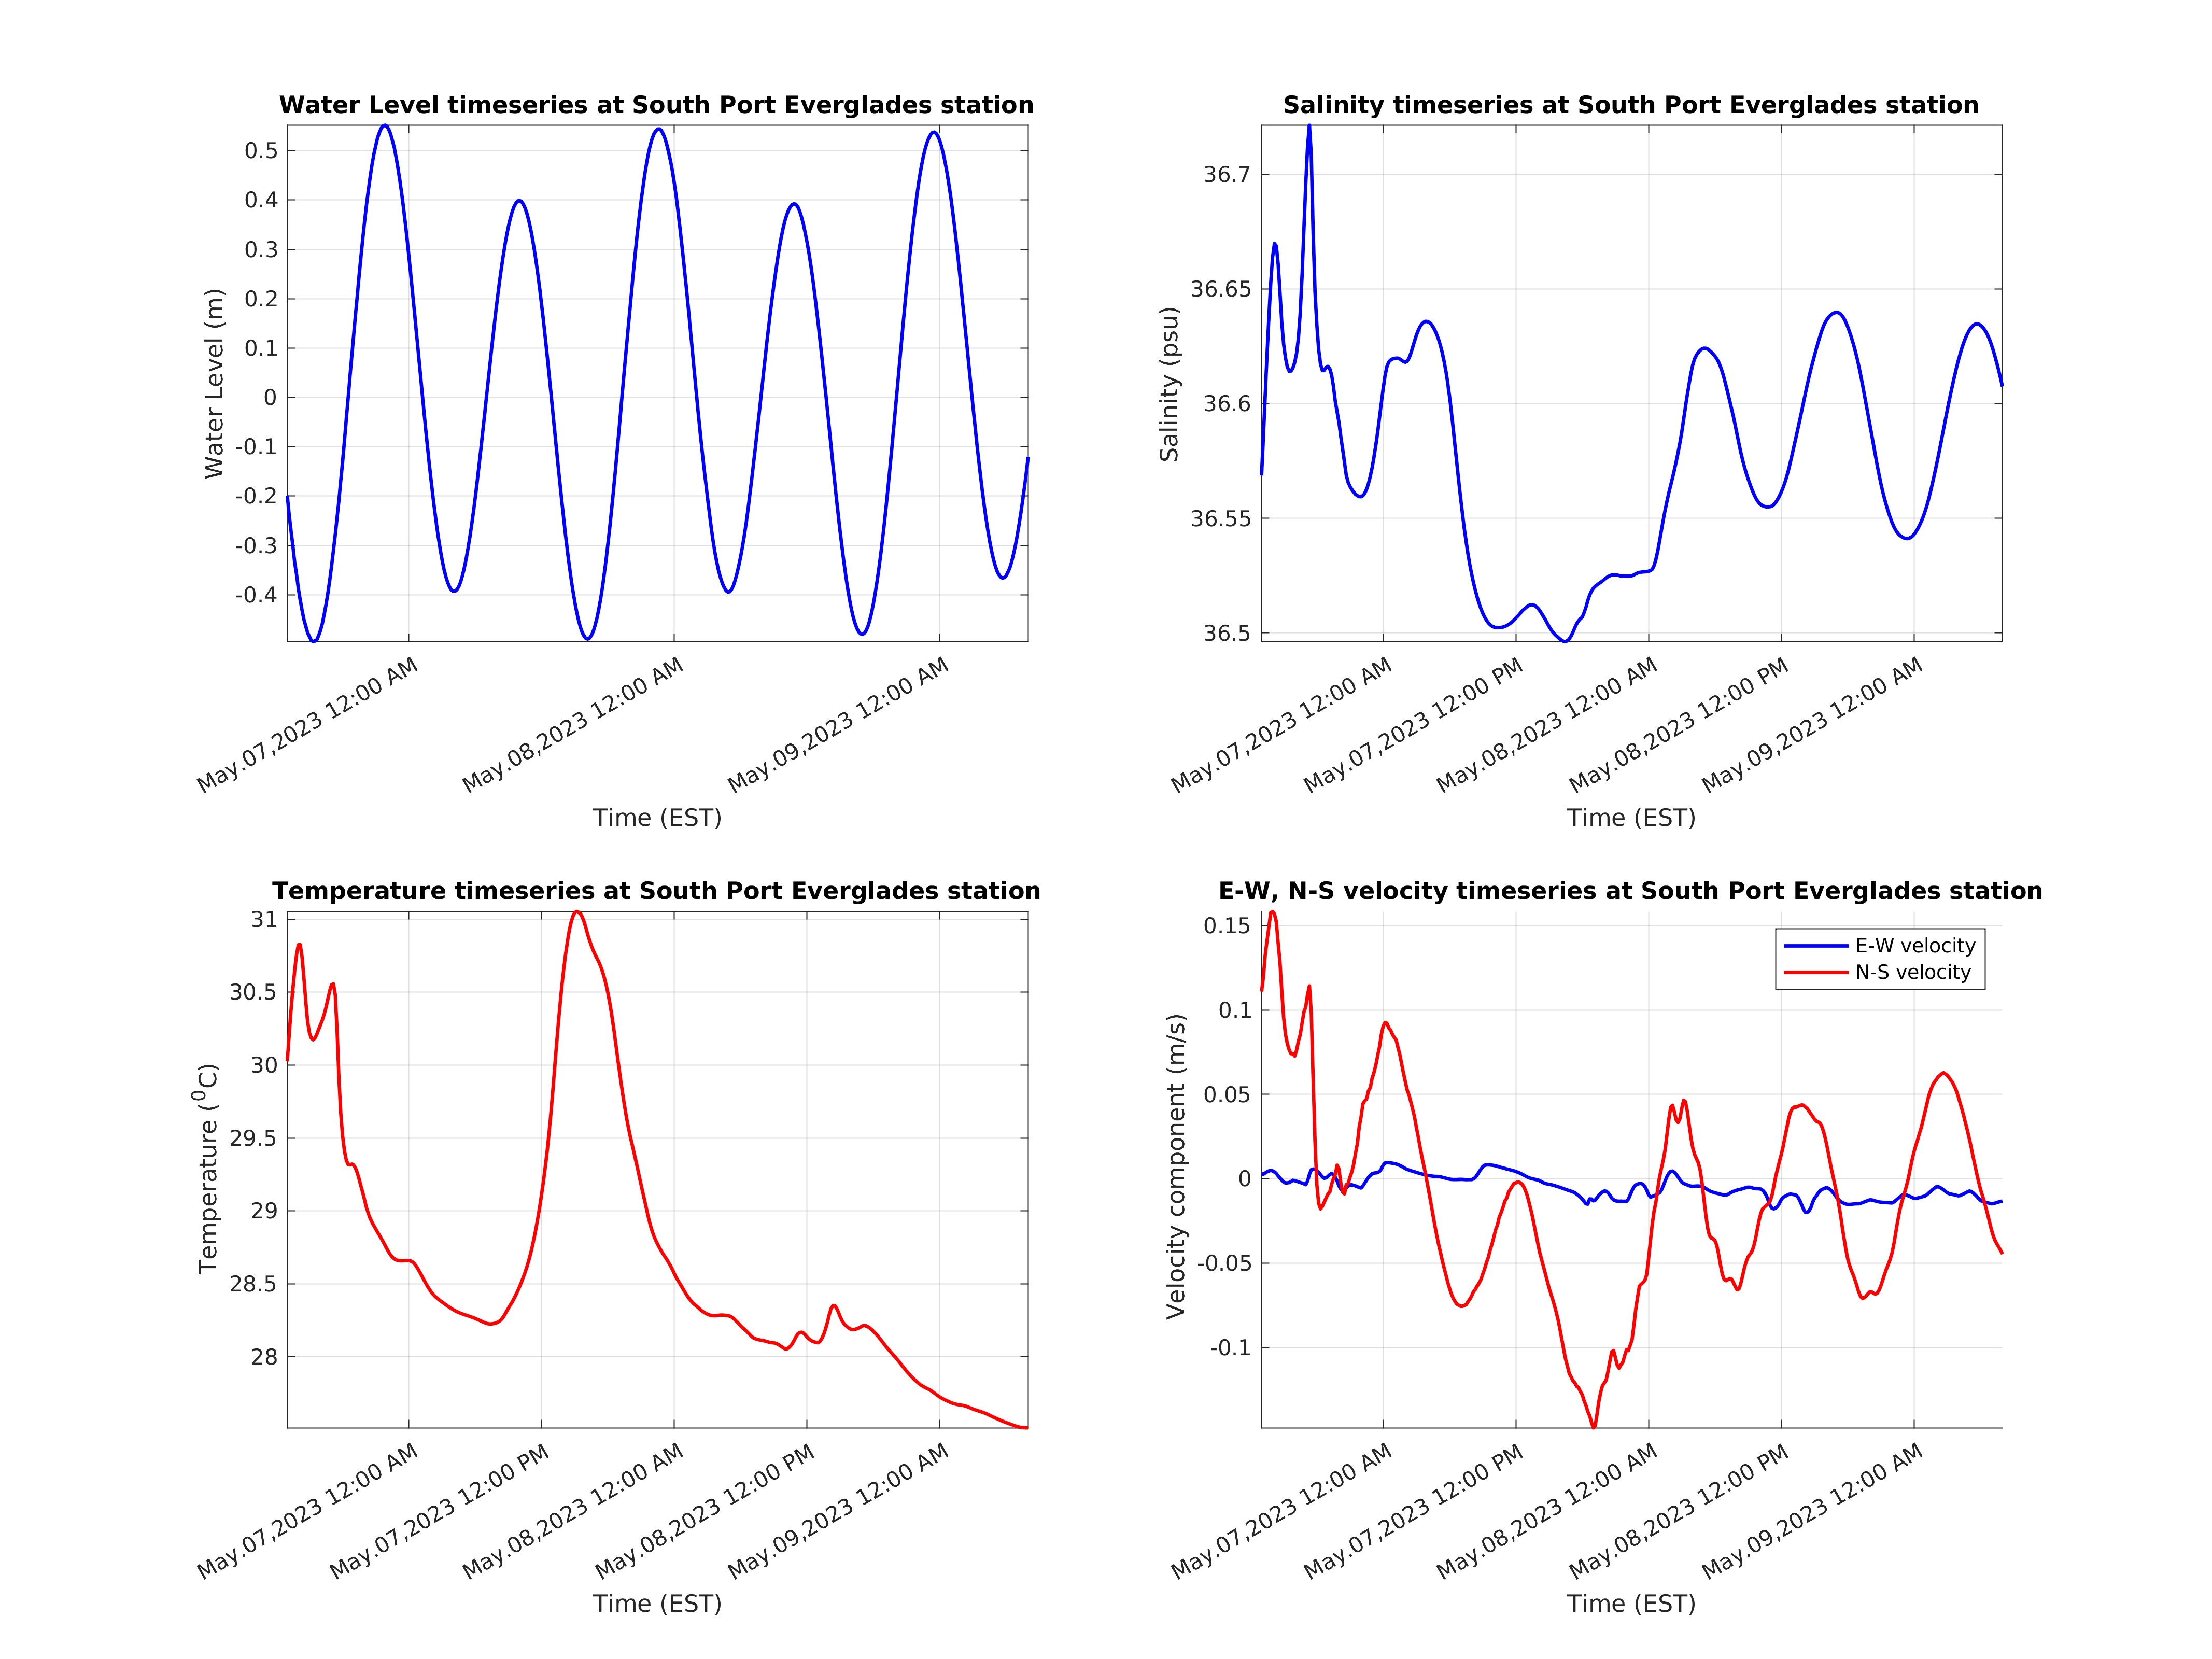 Water Level timeseries at South Port Everglades station
Water Level (m)
0.5
0.4
0.3
0.2
0.1
0
-0.1
-0.2
-0.3
-0.4
May.07,2023 12:00 AM
May.08,2023 12:00 AM
May.09,2023 12:00 AM
Time (EST)
Salinity timeseries at South Port Everglades station
Salinity (psu)
36.7
36.65
36.6
36.55
36.5
May.07,2023 12:00 AM
May.07,2023 12:00 PM
May.08,2023 12:00 AM
May.08,2023 12:00 PM
May.09,2023 12:00 AM
Time (EST)
Temperature timeseries at South Port Everglades station
Temperature (⁰C)
31
30.5
30
29.5
29
28.5
28
May.07,2023 12:00 AM
May.07,2023 12:00 PM
May.08,2023 12:00 AM
May.08,2023 12:00 PM
May.09,2023 12:00 AM
Time (EST)
E-W, N-S velocity timeseries at South Port Everglades station
Velocity component (m/s)
0.15
0.1
0.05
0
-0.05
-0.1
E-W velocity
N-S velocity
May.07,2023 12:00 AM
May.07,2023 12:00 PM
May.08,2023 12:00 AM
May.08,2023 12:00 PM
May.09,2023 12:00 AM
Time (EST)